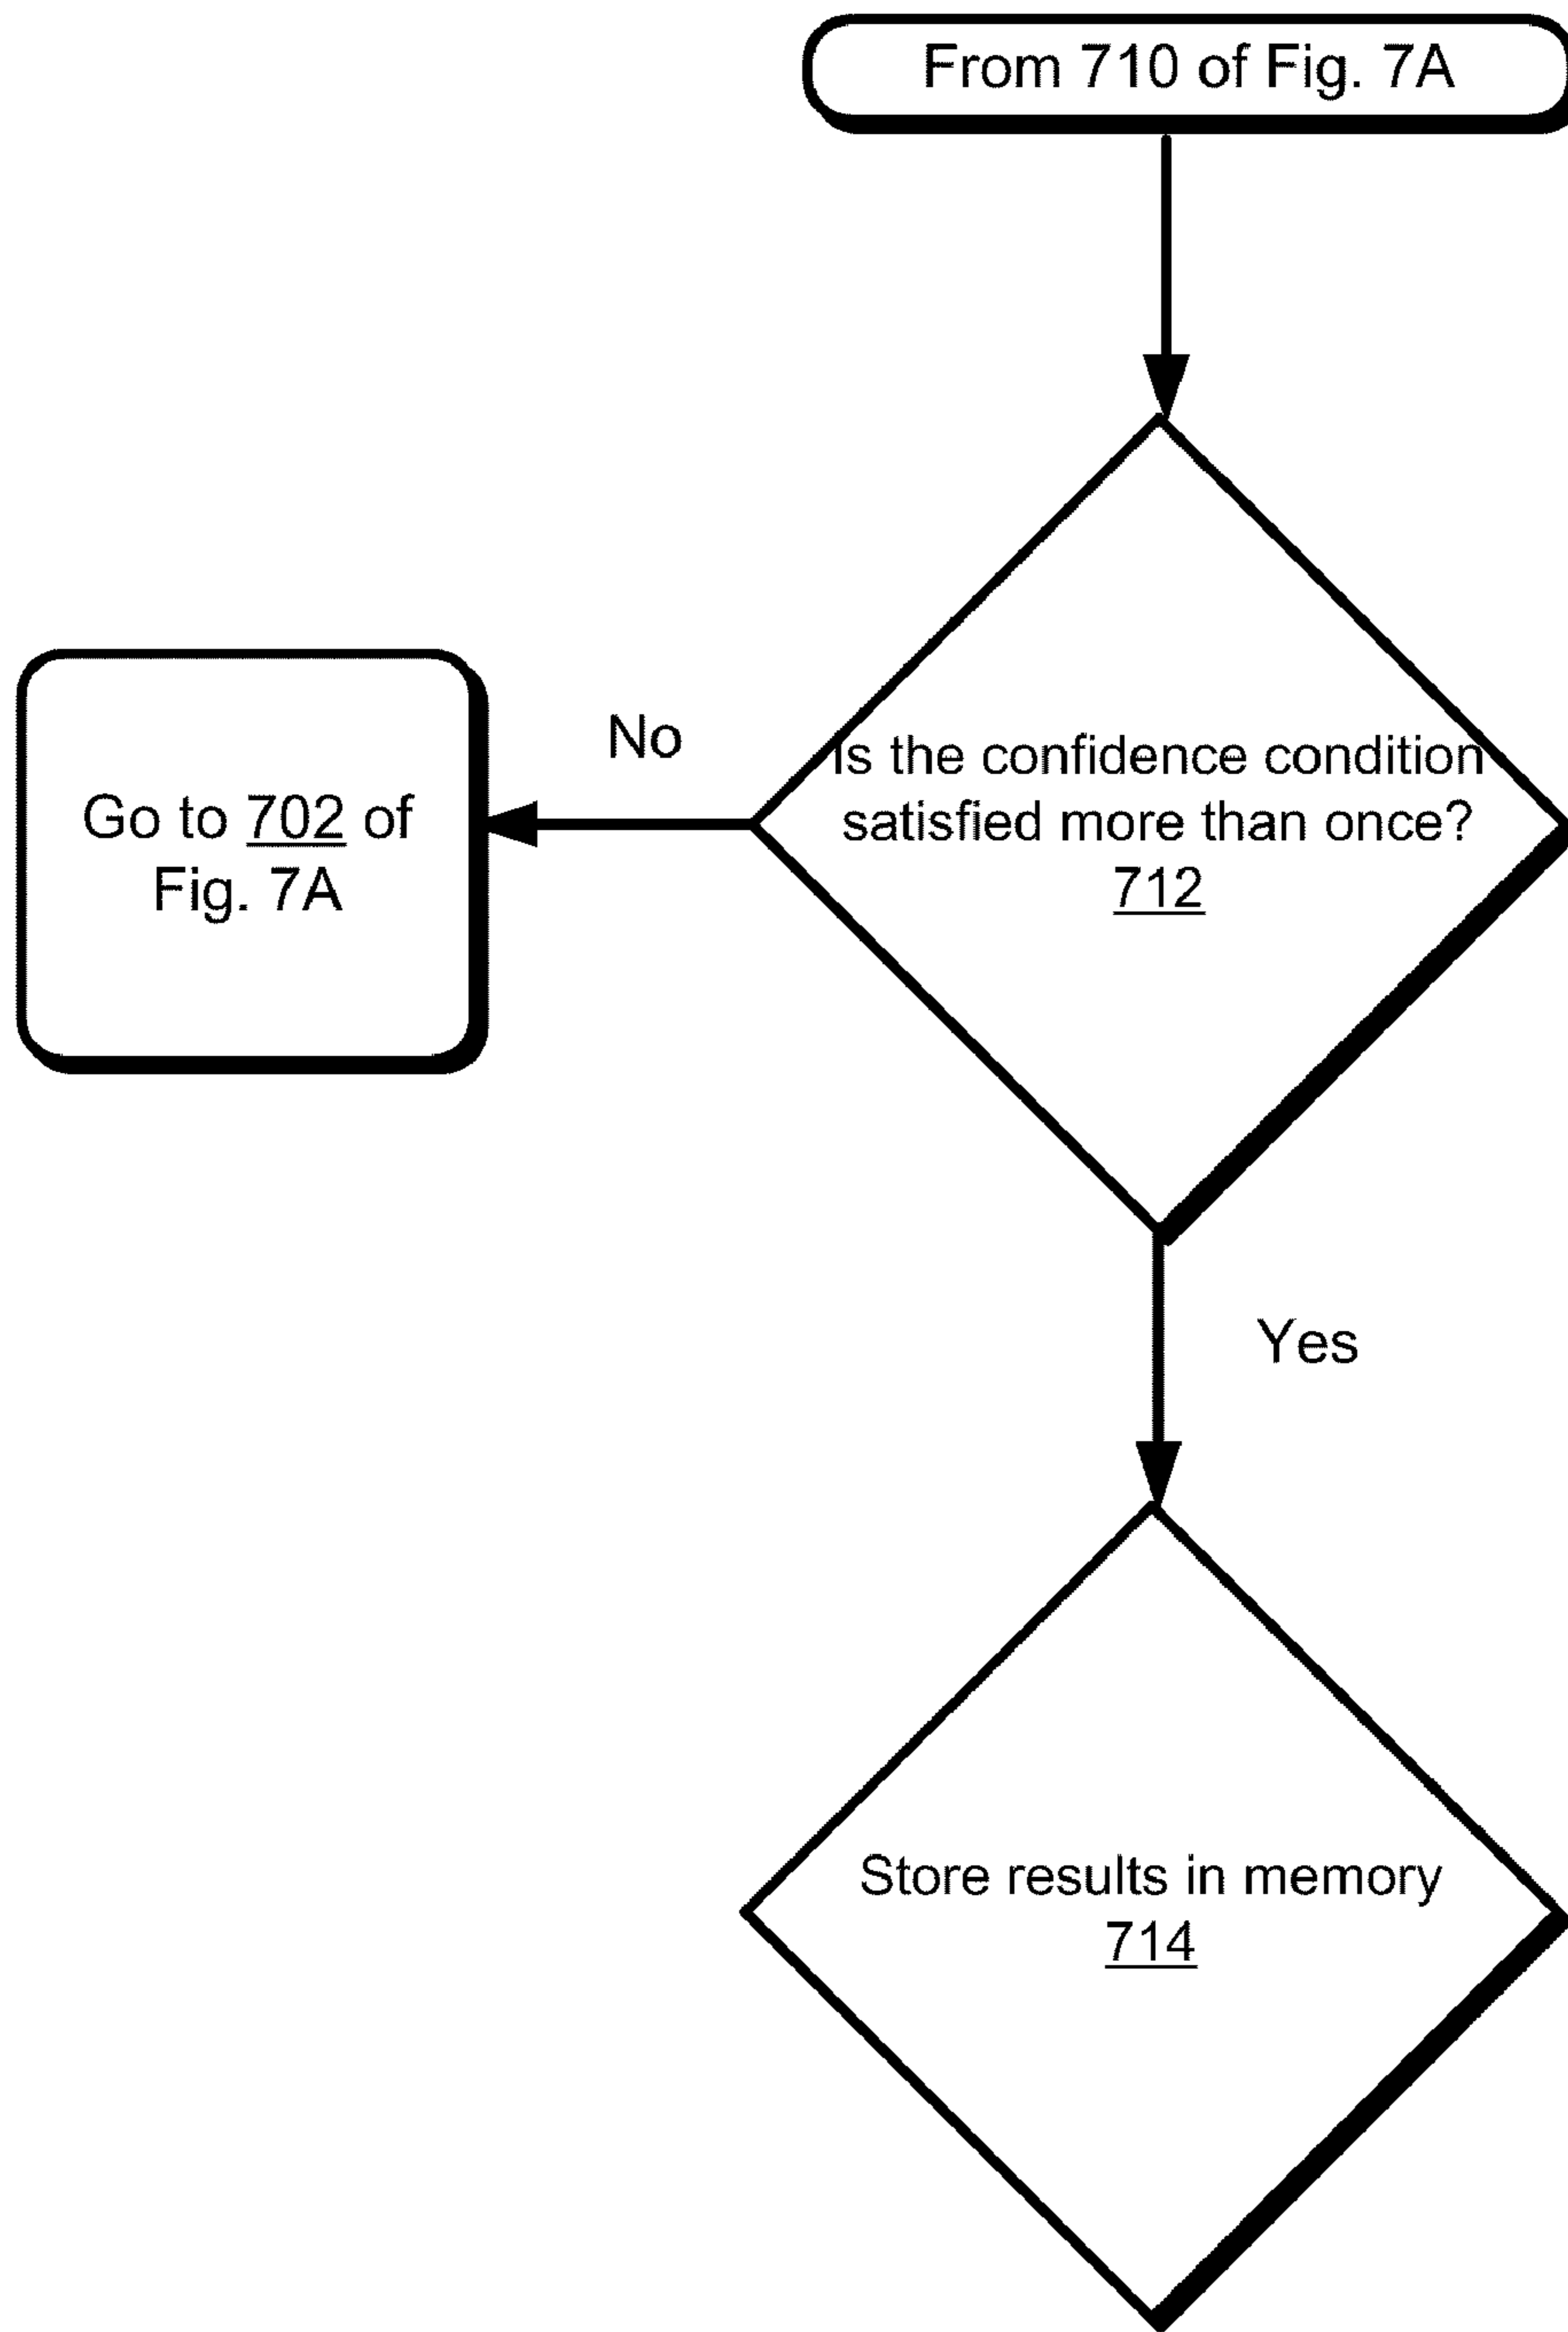 From 710 of Fig. 7A
Is the confidence condition
satisfied more than once?
712
No
Go to 702 of
Fig. 7A
Yes
Store results in memory
714